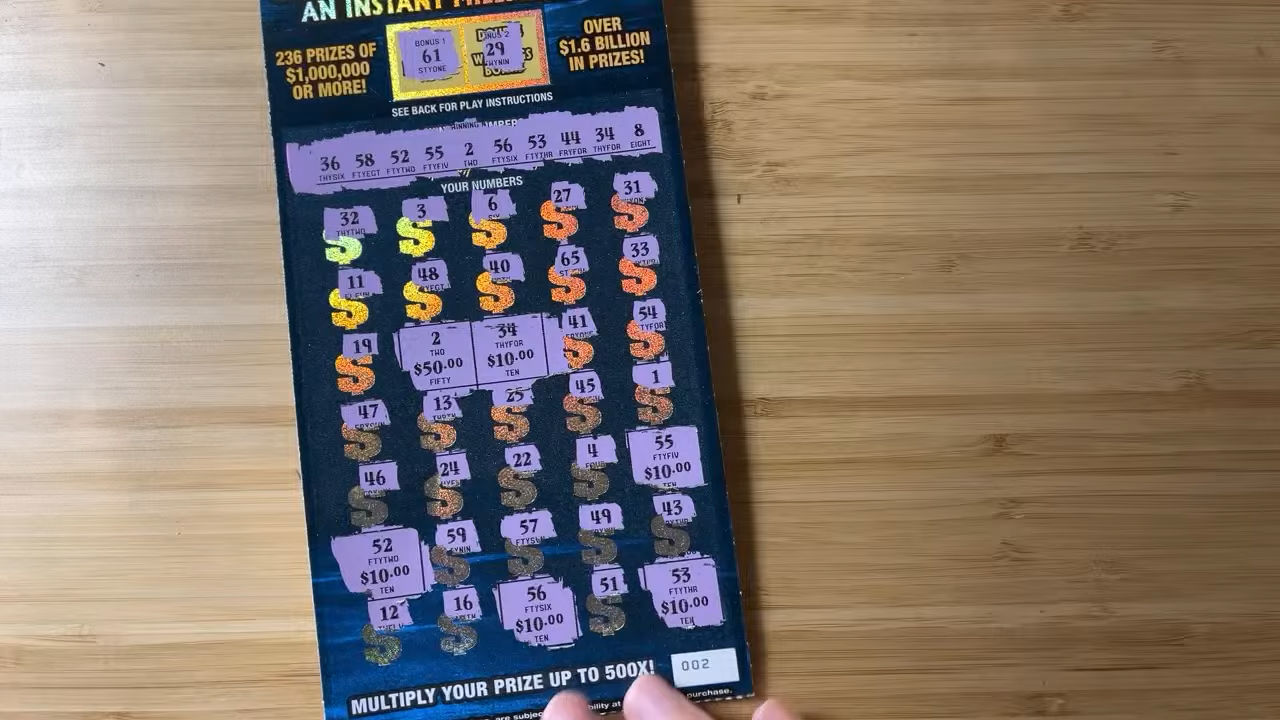 AN INSTANT
236 PRIZES OF
$1,000,000
OR MORE!
BONUS 1
61
STYONE
29
OVER
$1.6 BILLION
IN PRIZES!
SEE BACK FOR PLAY INSTRUCTIONS
36 58 52 55 2 56 53 44 34 8
THYSIX FTYEGT FTYTWO FTYFIV TWO FTYSIX FTYTHR FRYFOR THYFOR EIGHT
YOUR NUMBERS
32 3 6 27 31
11 48 40 65 33
19 2 34 41 54
TWO THYFOR
$50.00 $10.00
FIFTY TEN
47 13 25 45 1
46 24 22 4 55
FTYFIV
$10.00
TEN
52 59 57 49 43
FTYTWO
$10.00
TEN
12 16 56 51 53
FTYSIX FTYTHR
$10.00 $10.00
TEN TEN
MULTIPLY YOUR PRIZE UP TO 500X!
002
purchase.